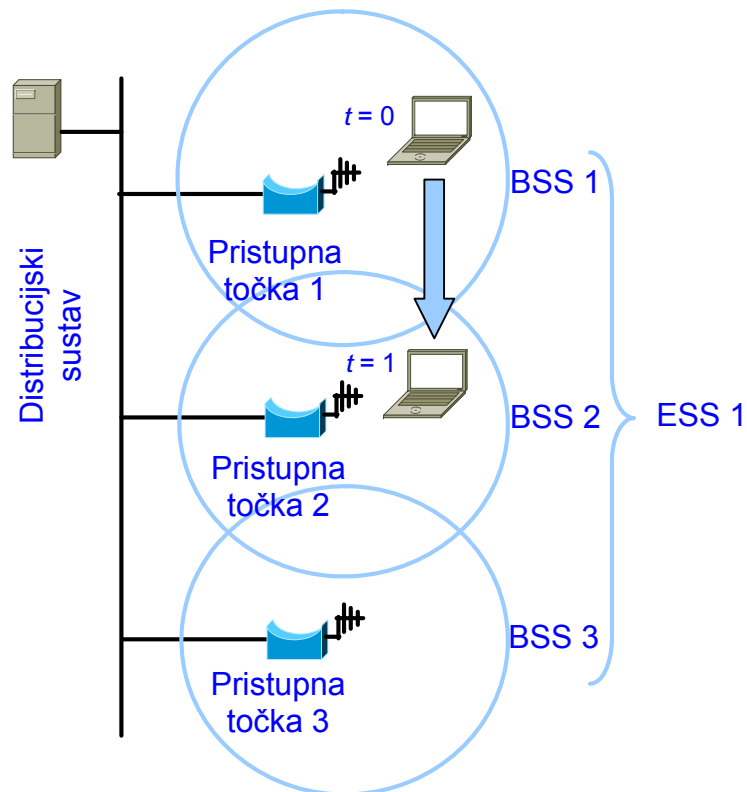 t = 0
BSS 1
Pristupna
točka 1
Distribucijski
sustav
t = 1
BSS 2
ESS 1
Pristupna
točka 2
BSS 3
Pristupna
točka 3